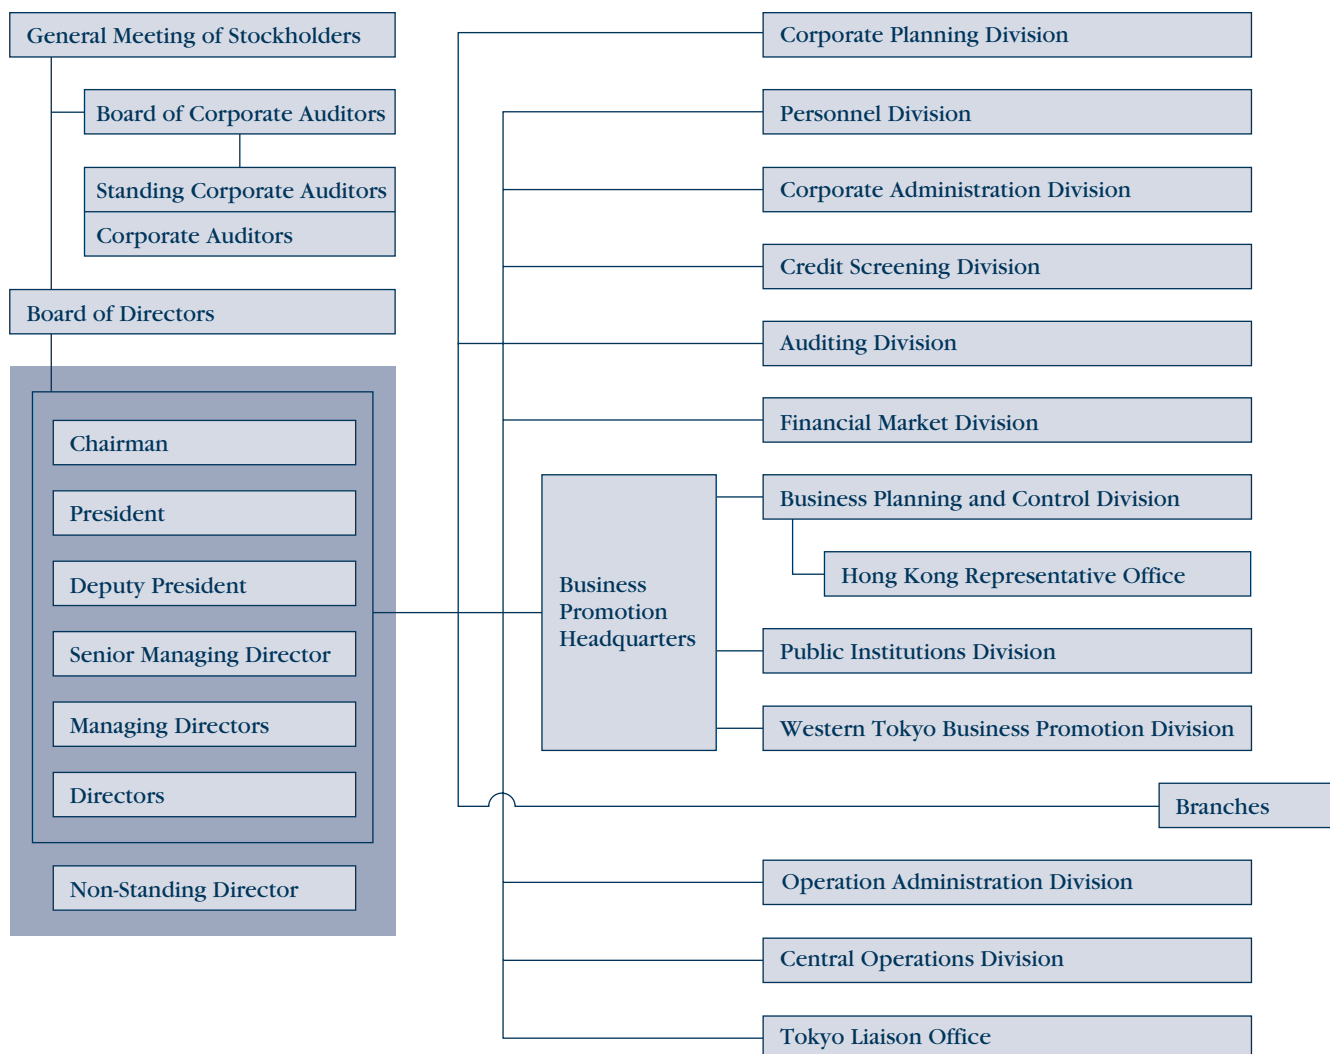 General Meeting of Stockholders
Board of Corporate Auditors
Standing Corporate Auditors
Corporate Auditors
Board of Directors
Chairman
President
Deputy President
Senior Managing Director
Managing Directors
Directors
Non-Standing Director
Corporate Planning Division
Personnel Division
Corporate Administration Division
Credit Screening Division
Auditing Division
Financial Market Division
Business
Promotion
Headquarters
Business Planning and Control Division
Hong Kong Representative Office
Public Institutions Division
Western Tokyo Business Promotion Division
Branches
Operation Administration Division
Central Operations Division
Tokyo Liaison Office